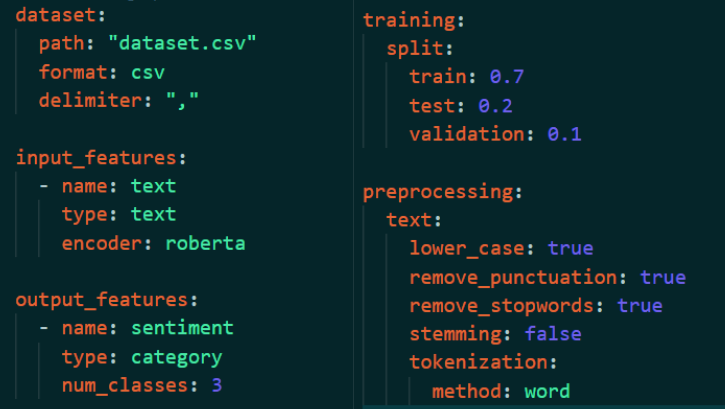 dataset:
  path: "dataset.csv"
  format: csv
  delimiter: ","
input_features:
  - name: text
    type: text
    encoder: roberta
output_features:
  - name: sentiment
    type: category
    num_classes: 3
training:
  split:
    train: 0.7
    test: 0.2
    validation: 0.1
preprocessing:
  text:
    lower_case: true
    remove_punctuation: true
    remove_stopwords: true
    stemming: false
    tokenization:
      method: word